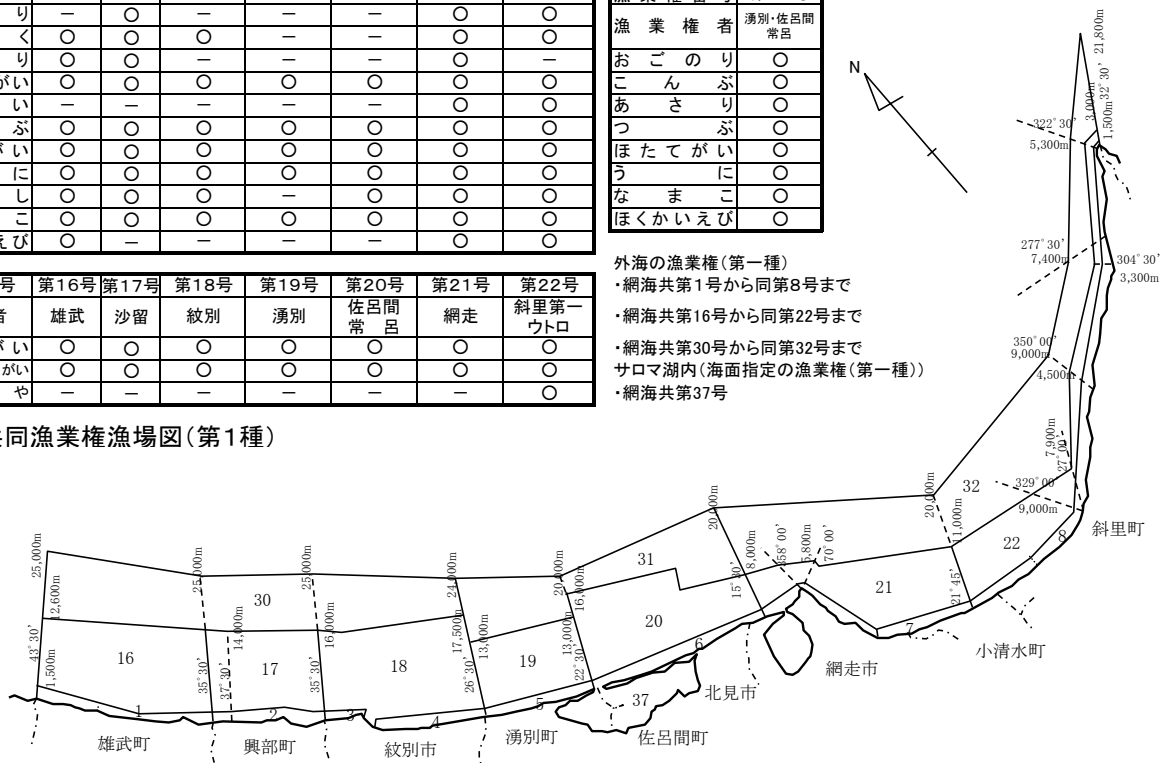 り － ○ － － － ○ ○
く ○ ○ ○ － － ○ ○
り ○ ○ － － － ○ －
がい ○ ○ ○ ○ ○ ○ ○
い － － － － － ○ ○
ぶ ○ ○ ○ ○ ○ ○ ○
がい ○ ○ ○ ○ ○ ○ ○
に ○ ○ ○ ○ ○ ○ ○
し ○ ○ ○ － ○ ○ ○
こ ○ ○ ○ ○ ○ ○ ○
えび ○ － － － － ○ ○
号 第16号 第17号 第18号 第19号 第20号 第21号 第22号
者 雄武 沙留 紋別 湧別 佐呂間 常呂 網走 斜里第一 ウトロ
がい ○ ○ ○ ○ ○ ○ ○
がい ○ ○ ○ ○ ○ ○ ○
や － － － － － － ○
漁業権者 湧別・佐呂間 常呂
おごのり ○
こんぶ ○
あさり ○
つぶ ○
ほたてがい ○
うに ○
なまこ ○
ほくかいえび ○
外海の漁業権（第一種）
・網海共第1号から同第8号まで
・網海共第16号から同第22号まで
・網海共第30号から同第32号まで
サロマ湖内（海面指定の漁業権（第一種））
・網海共第37号
共同漁業権漁場図（第1種）
N
21,800m
32°30'
3,000m
1,500m
322°30'
5,300m
277°30'
7,400m
304°30'
3,300m
350°00'
9,000m
4,500m
7,900m
27°00'
329°00'
9,000m
20,000m
11,000m
21°45'
32
22
8
斜里町
小清水町
7
21
20,000m
8,000m
15°30'
358°00'
5,800m
70°00'
網走市
31
20
6
北見市
37
佐呂間町
20,000m
16,000m
13,000m
22°30'
19
5
湧別町
24,000m
17,500m
13,000m
26°30'
18
4
紋別市
3
25,000m
16,000m
35°30'
30
17
2
興部町
25,000m
14,000m
35°30'
37°30'
16
1
雄武町
25,000m
12,600m
43°30'
1,500m